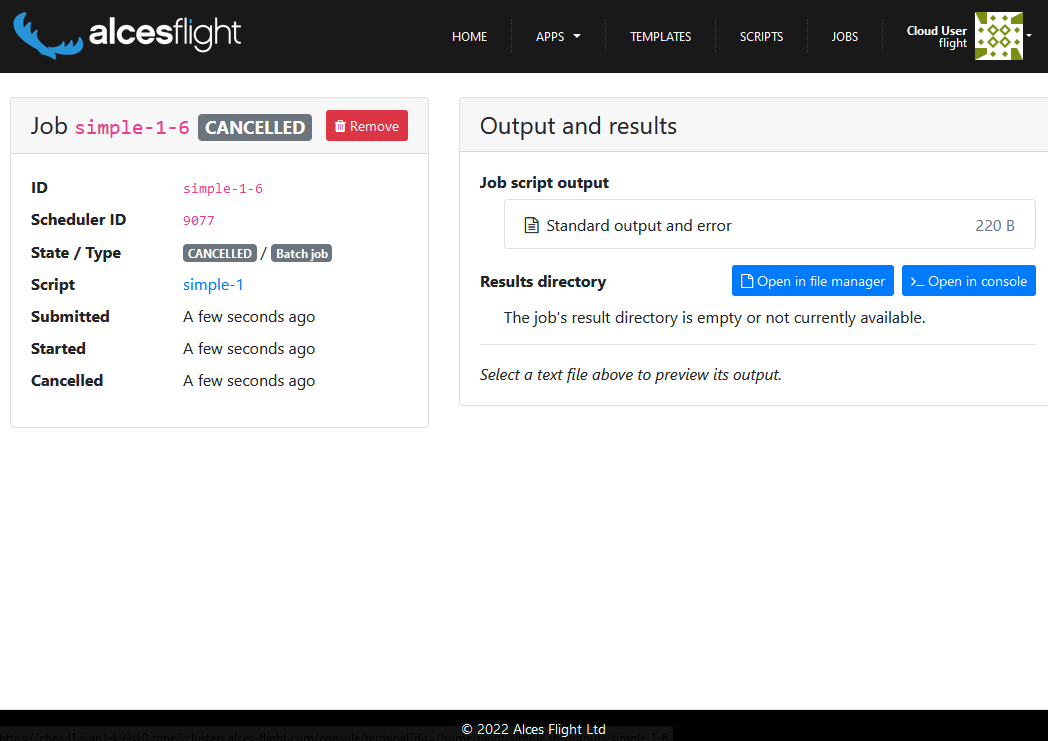 alcesflight
HOME
APPS
TEMPLATES
SCRIPTS
JOBS
Cloud User
flight
Job simple-1-6 CANCELLED Remove
ID simple-1-6
Scheduler ID 9077
State / Type CANCELLED / Batch job
Script simple-1
Submitted A few seconds ago
Started A few seconds ago
Cancelled A few seconds ago
Output and results
Job script output
Standard output and error 220 B
Results directory Open in file manager >_ Open in console
The job's result directory is empty or not currently available.
Select a text file above to preview its output.
© 2022 Alces Flight Ltd